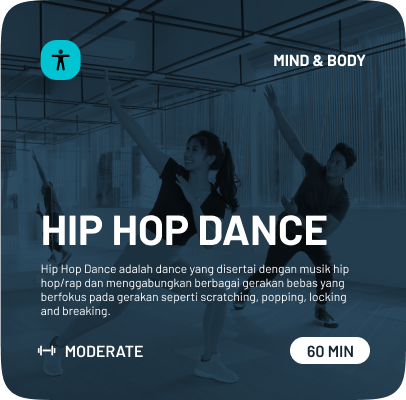 MIND & BODY
HIP HOP DANCE
Hip Hop Dance adalah dance yang disertai dengan musik hip
hop/rap dan menggabungkan berbagai gerakan bebas yang
berfokus pada gerakan seperti scratching, popping, locking
and breaking.
MODERATE
60 MIN